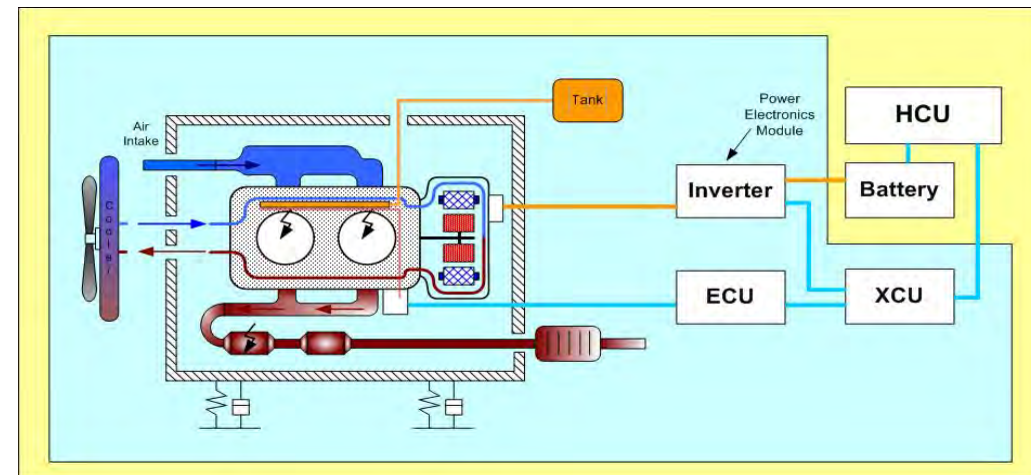 Air
Intake
Tank
Power
Electronics
Module
HCU
Inverter
Battery
Cooler
ECU
XCU